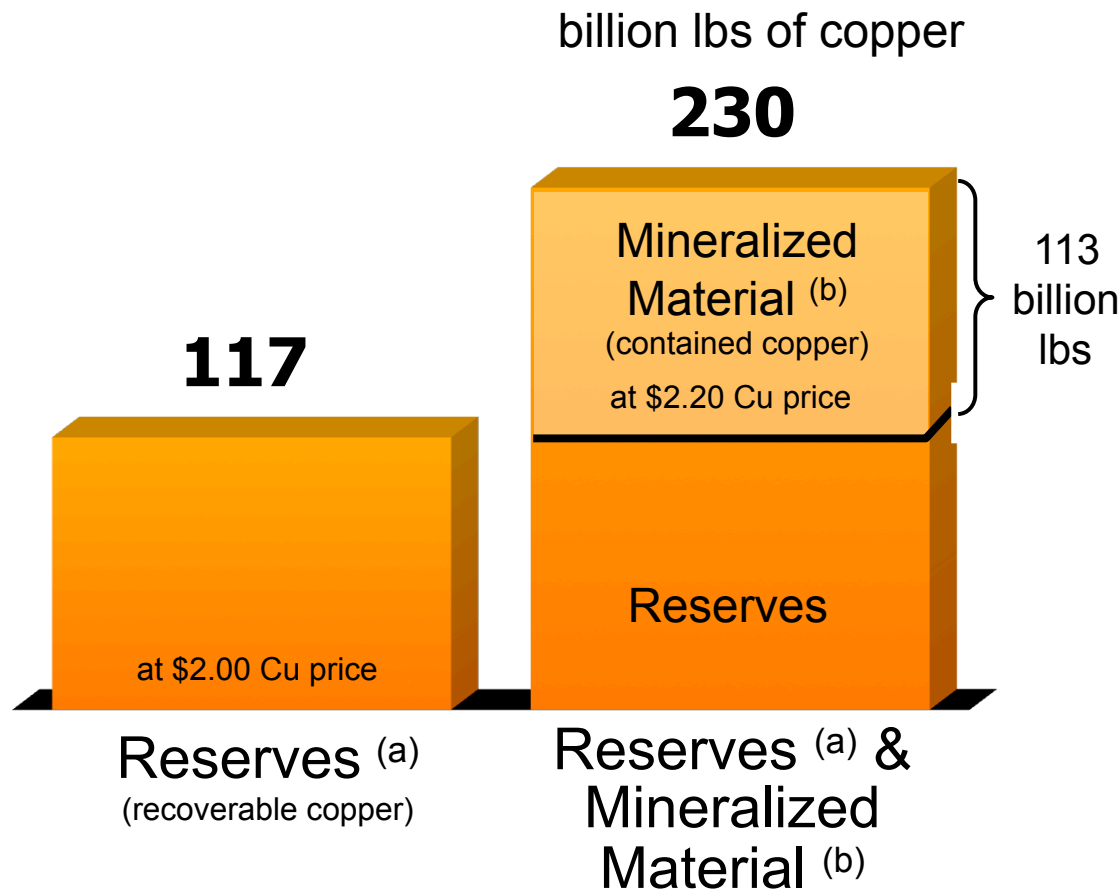 billion lbs of copper
230
Mineralized
Material (b)
(contained copper)
at $2.20 Cu price
113
billion
lbs
117
Reserves
at $2.00 Cu price
Reserves (a)
(recoverable copper)
Reserves (a) &
Mineralized
Material (b)